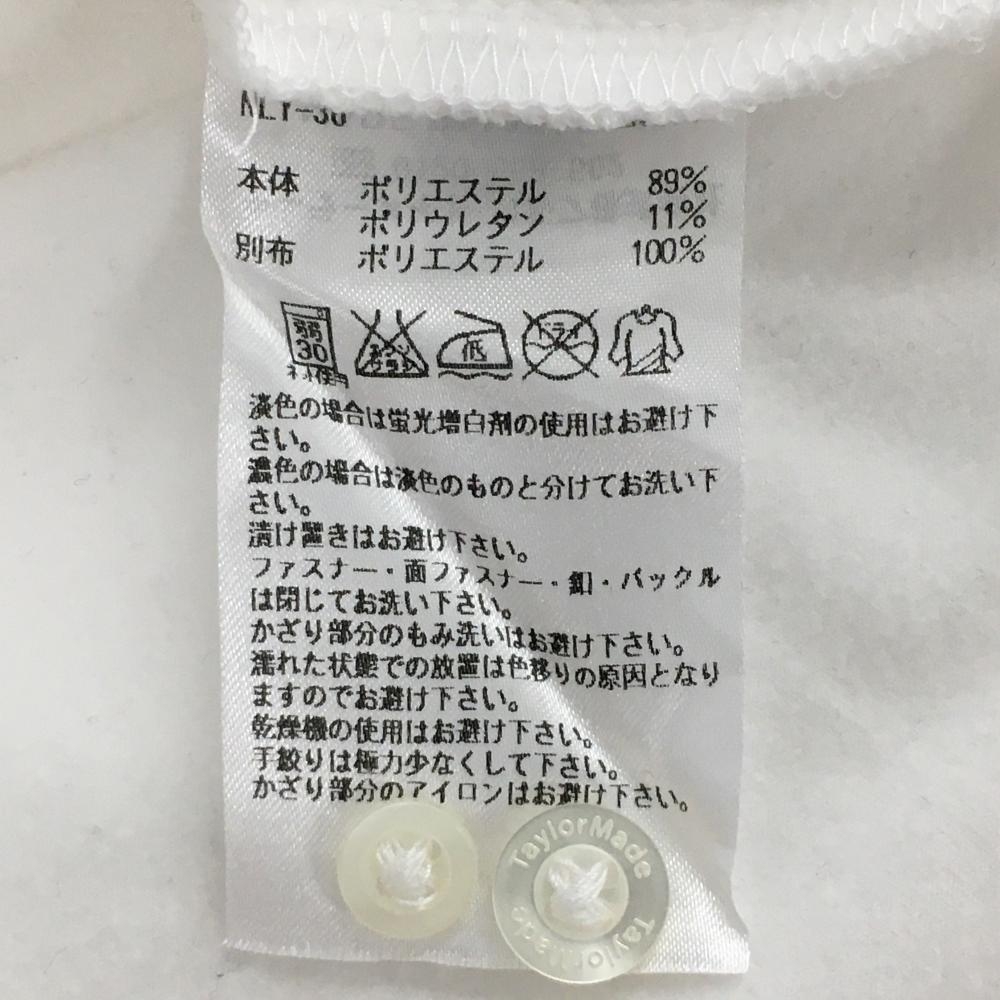 本体 ポリエステル 89%
ポリウレタン 11%
別布 ポリエステル 100%
弱
30
ネット使用
エンソ
サラシ
低
ドライ
淡色の場合は蛍光増白剤の使用はお避け下
さい。
濃色の場合は淡色のものと分けてお洗い下
さい。
漬け置きはお避け下さい。
ファスナー・面ファスナー・釦・バックル
は閉じてお洗い下さい。
かざり部分のもみ洗いはお避け下さい。
濡れた状態での放置は色移りの原因となり
ますのでお避け下さい。
乾燥機の使用はお避け下さい。
手絞りは極力少なくして下さい。
かざり部分のアイロンはお避け下さい。
TaylorMade
TaylorMade